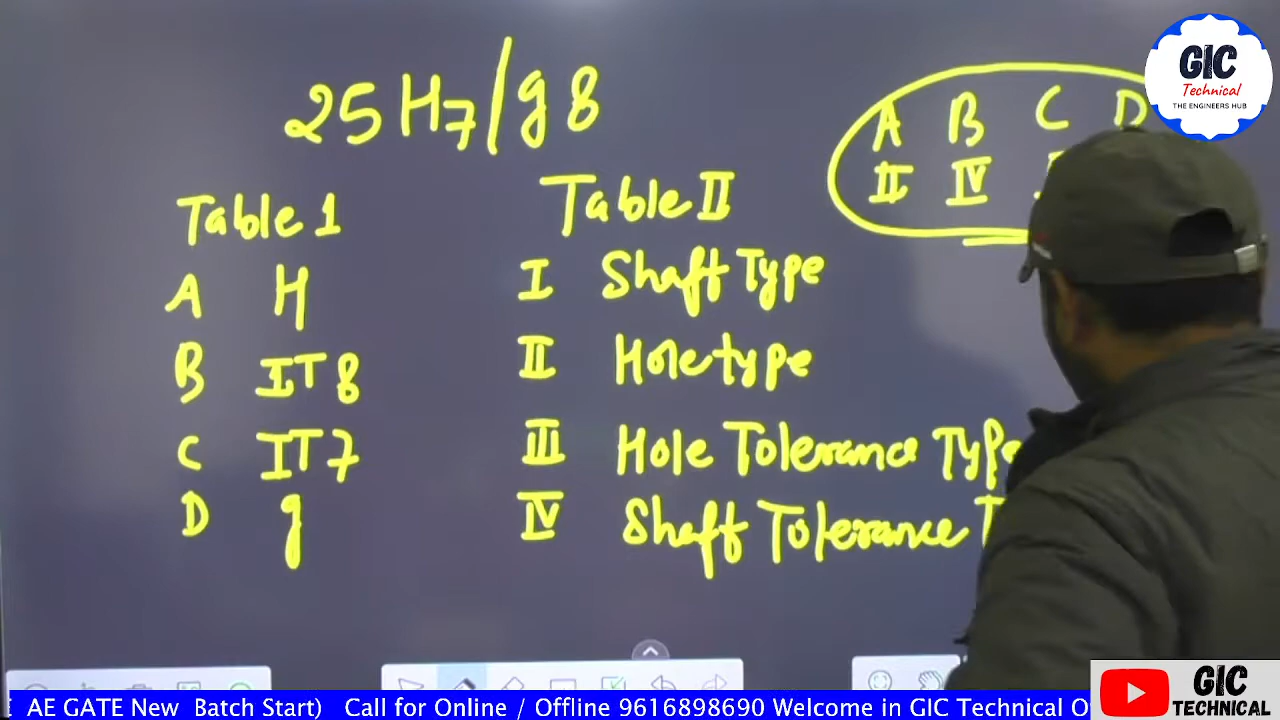 25 H7/g8
A B C D
II IV
Table 1 Table II
A H I Shaft Type
B IT8 II Hole type
C IT7 III Hole Tolerance Type
D g IV Shaft Tolerance T
GIC
Technical
THE ENGINEERS HUB
AE GATE New Batch Start) Call for Online / Offline 9616898690 Welcome in GIC Technical O
GIC
TECHNICAL